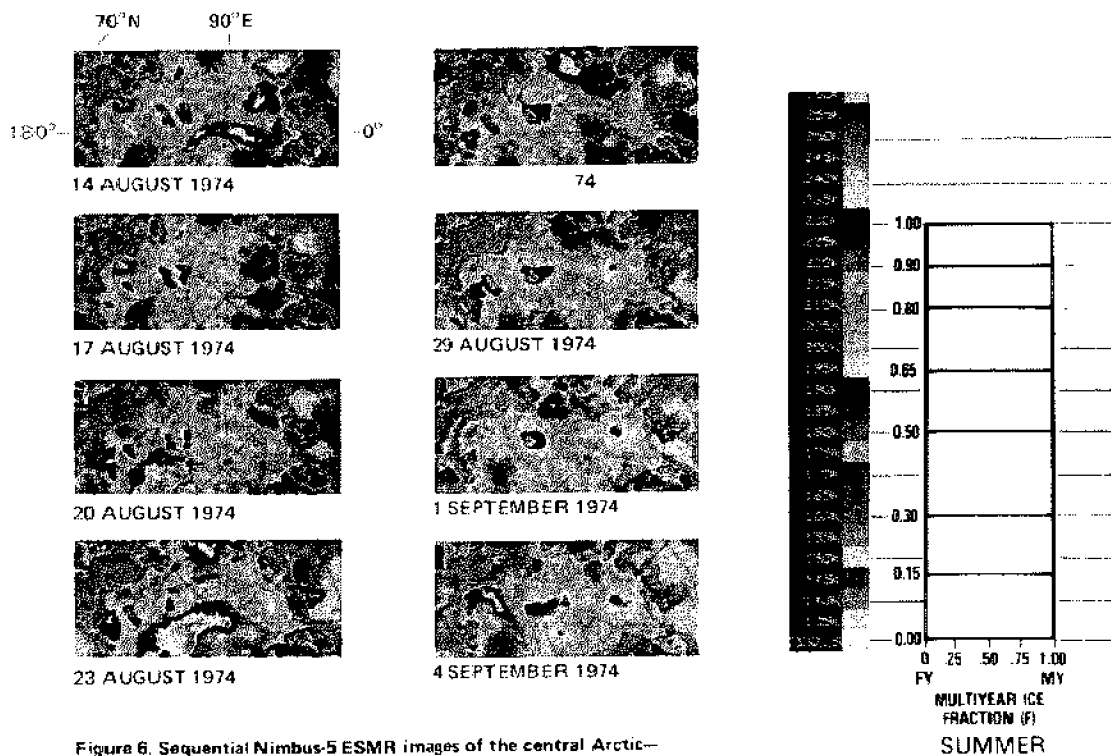 70°N 90°E
180° 0°
14 AUGUST 1974
74
17 AUGUST 1974
29 AUGUST 1974
20 AUGUST 1974
1 SEPTEMBER 1974
23 AUGUST 1974
4 SEPTEMBER 1974
1.00
0.90
0.80
0.65
0.50
0.30
0.15
0.00
0 .25 .50 .75 1.00
FY MY
MULTIYEAR ICE
FRACTION (F)
SUMMER
Figure 6. Sequential Nimbus-5 ESMR images of the central Arctic—